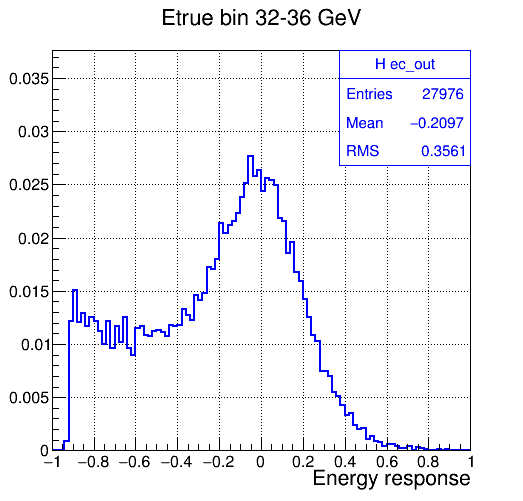 Etrue bin 32-36 GeV
H ec_out
Entries 27976
Mean −0.2097
RMS 0.3561
0.035
0.03
0.025
0.02
0.015
0.01
0.005
0
−1 −0.8 −0.6 −0.4 −0.2 0 0.2 0.4 0.6 0.8 1
Energy response